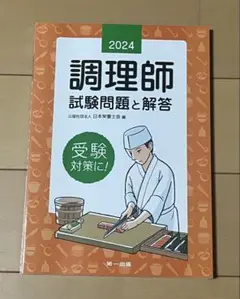 2024
調理師
試験問題と解答
公益社団法人 日本栄養士会 編
受験
対策に!
第一出版